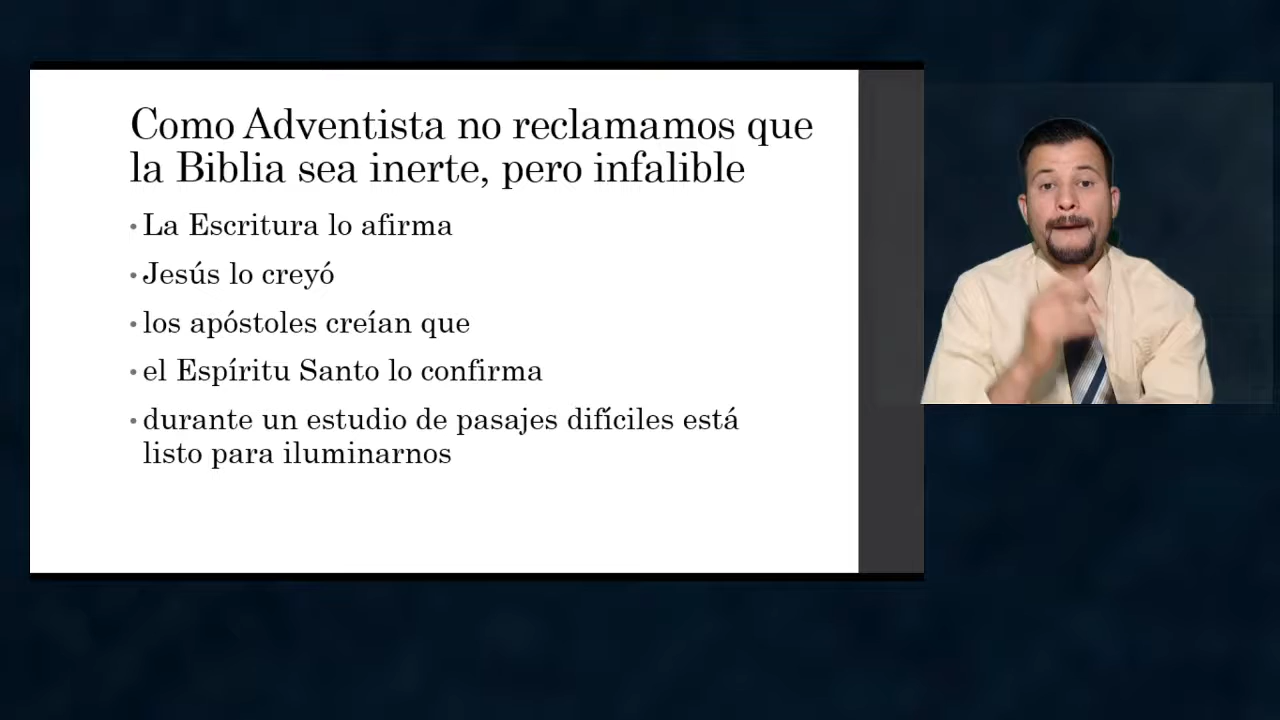 Como Adventista no reclamamos que
la Biblia sea inerte, pero infalible
• La Escritura lo afirma
• Jesús lo creyó
• los apóstoles creían que
• el Espíritu Santo lo confirma
• durante un estudio de pasajes difíciles está
listo para iluminarnos